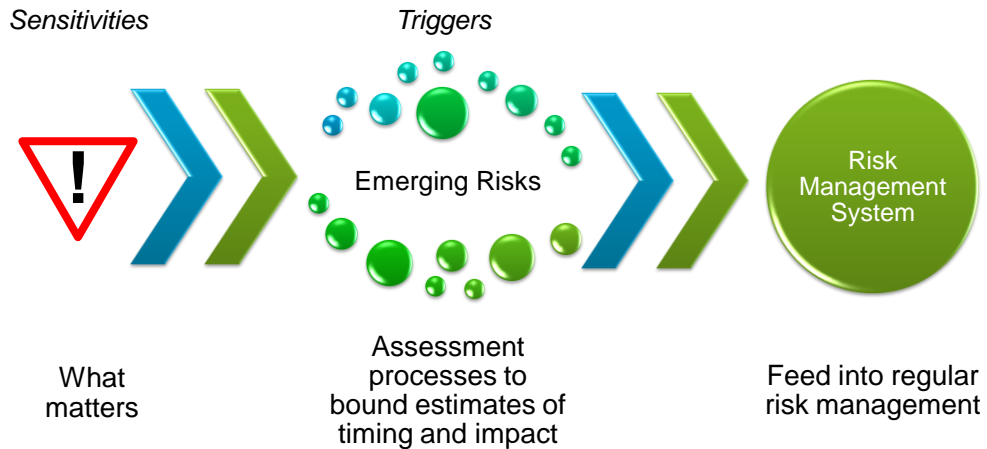 Sensitivities
Triggers
!
Emerging Risks
Risk
Management
System
What
matters
Assessment
processes to
bound estimates of
timing and impact
Feed into regular
risk management